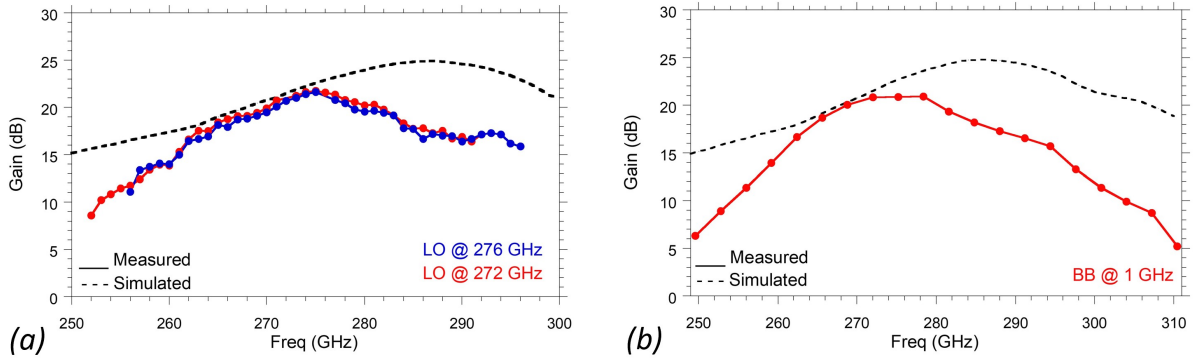 30
25
20
15
10
5
0
Gain (dB)
Measured
Simulated
LO @ 276 GHz
LO @ 272 GHz
250 260 270 280 290 300
Freq (GHz)
(a)
30
25
20
15
10
5
0
Gain (dB)
Measured
Simulated
BB @ 1 GHz
250 260 270 280 290 300 310
Freq (GHz)
(b)